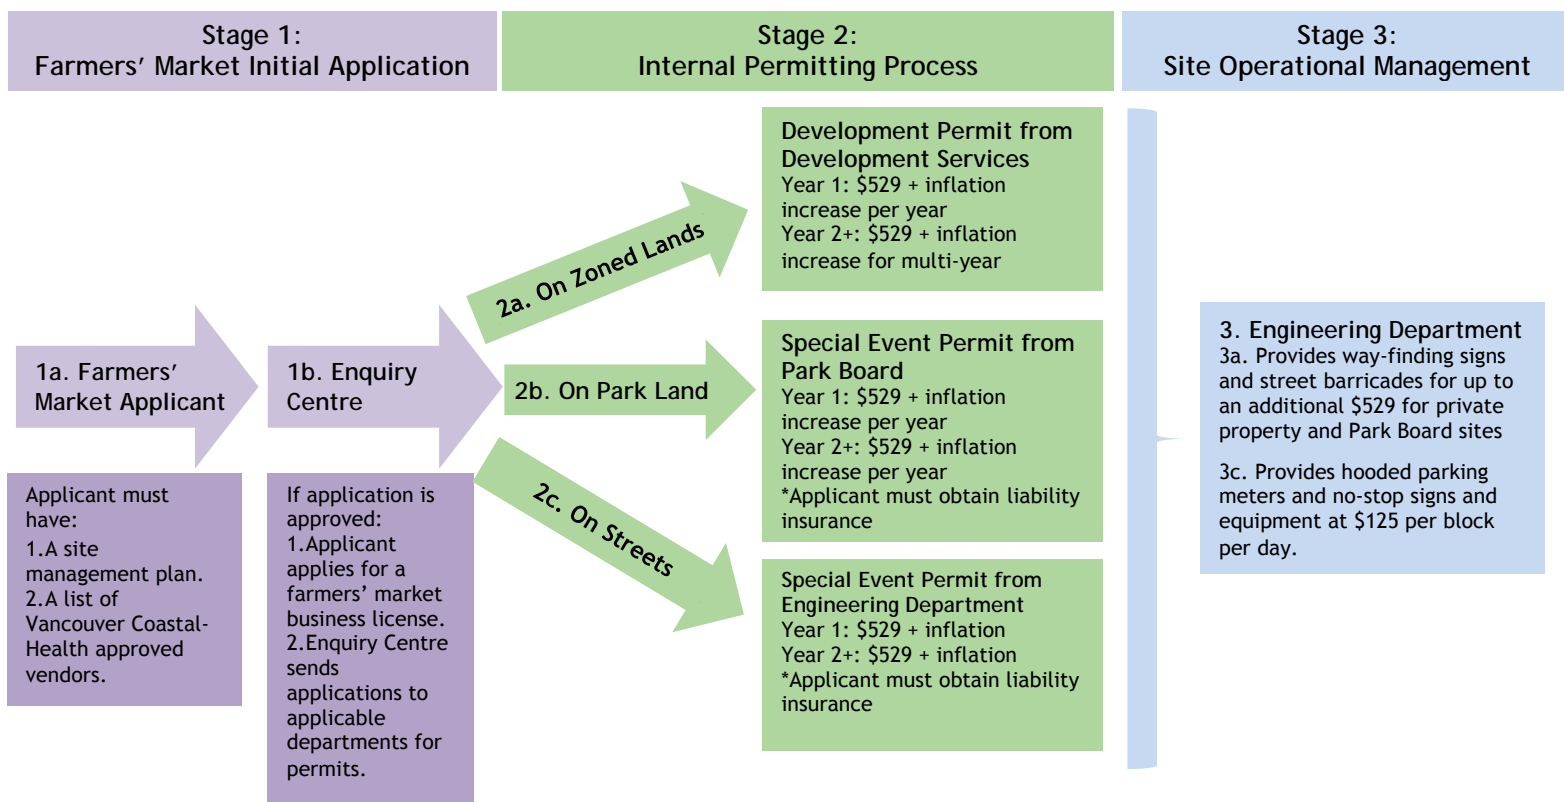 Stage 1:
Farmers' Market Initial Application
Stage 2:
Internal Permitting Process
Stage 3:
Site Operational Management
1a. Farmers'
Market Applicant
Applicant must
have:
1.A site
management plan.
2.A list of
Vancouver Coastal-
Health approved
vendors.
1b. Enquiry
Centre
If application is
approved:
1.Applicant
applies for a
farmers' market
business license.
2.Enquiry Centre
sends
applications to
applicable
departments for
permits.
2a. On Zoned Lands
Development Permit from
Development Services
Year 1: $529 + inflation
increase per year
Year 2+: $529 + inflation
increase for multi-year
2b. On Park Land
Special Event Permit from
Park Board
Year 1: $529 + inflation
increase per year
Year 2+: $529 + inflation
increase per year
*Applicant must obtain liability
insurance
2c. On Streets
Special Event Permit from
Engineering Department
Year 1: $529 + inflation
Year 2+: $529 + inflation
*Applicant must obtain liability
insurance
3. Engineering Department
3a. Provides way-finding signs
and street barricades for up to
an additional $529 for private
property and Park Board sites
3c. Provides hooded parking
meters and no-stop signs and
equipment at $125 per block
per day.